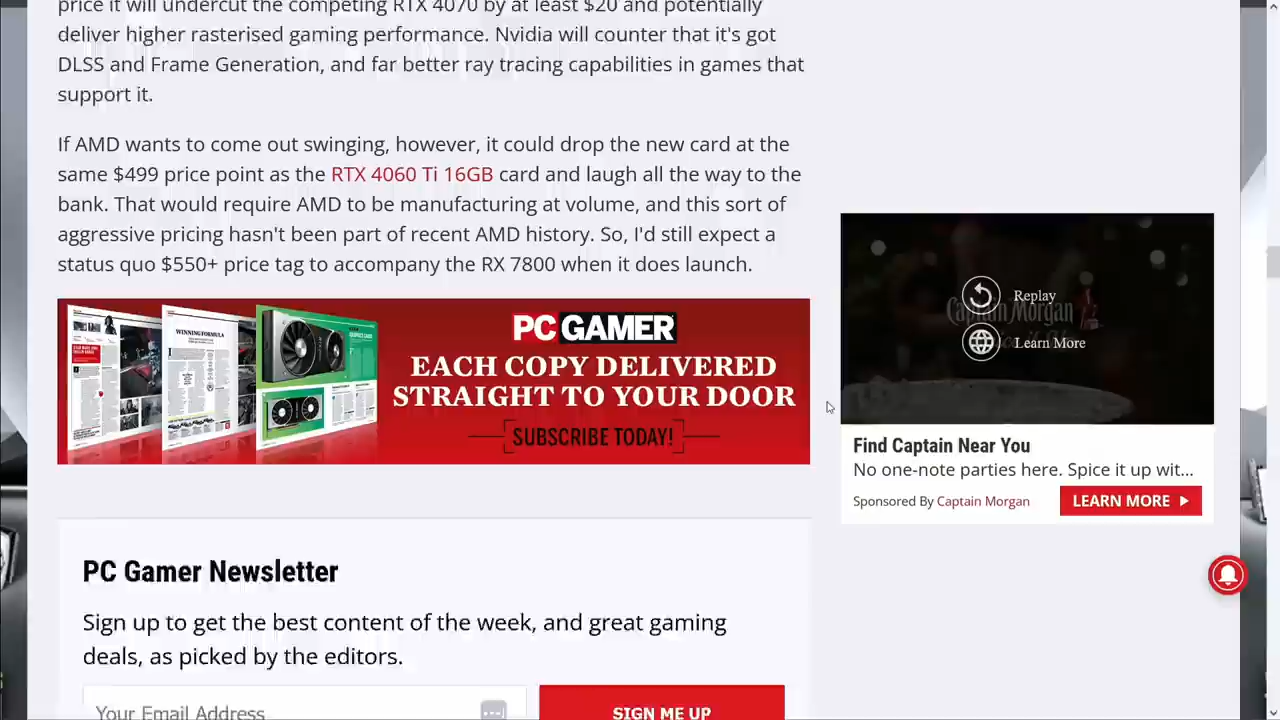 price it will undercut the competing RTX 4070 by at least $20 and potentially
deliver higher rasterised gaming performance. Nvidia will counter that it's got
DLSS and Frame Generation, and far better ray tracing capabilities in games that
support it.
If AMD wants to come out swinging, however, it could drop the new card at the
same $499 price point as the RTX 4060 Ti 16GB card and laugh all the way to the
bank. That would require AMD to be manufacturing at volume, and this sort of
aggressive pricing hasn't been part of recent AMD history. So, I'd still expect a
status quo $550+ price tag to accompany the RX 7800 when it does launch.
WINNING FORMULA
PC GAMER
EACH COPY DELIVERED
STRAIGHT TO YOUR DOOR
SUBSCRIBE TODAY!
Captain Morgan
Replay
Learn More
Find Captain Near You
No one-note parties here. Spice it up wit...
Sponsored By Captain Morgan
LEARN MORE
PC Gamer Newsletter
Sign up to get the best content of the week, and great gaming
deals, as picked by the editors.
Your Email Address
SIGN ME UP